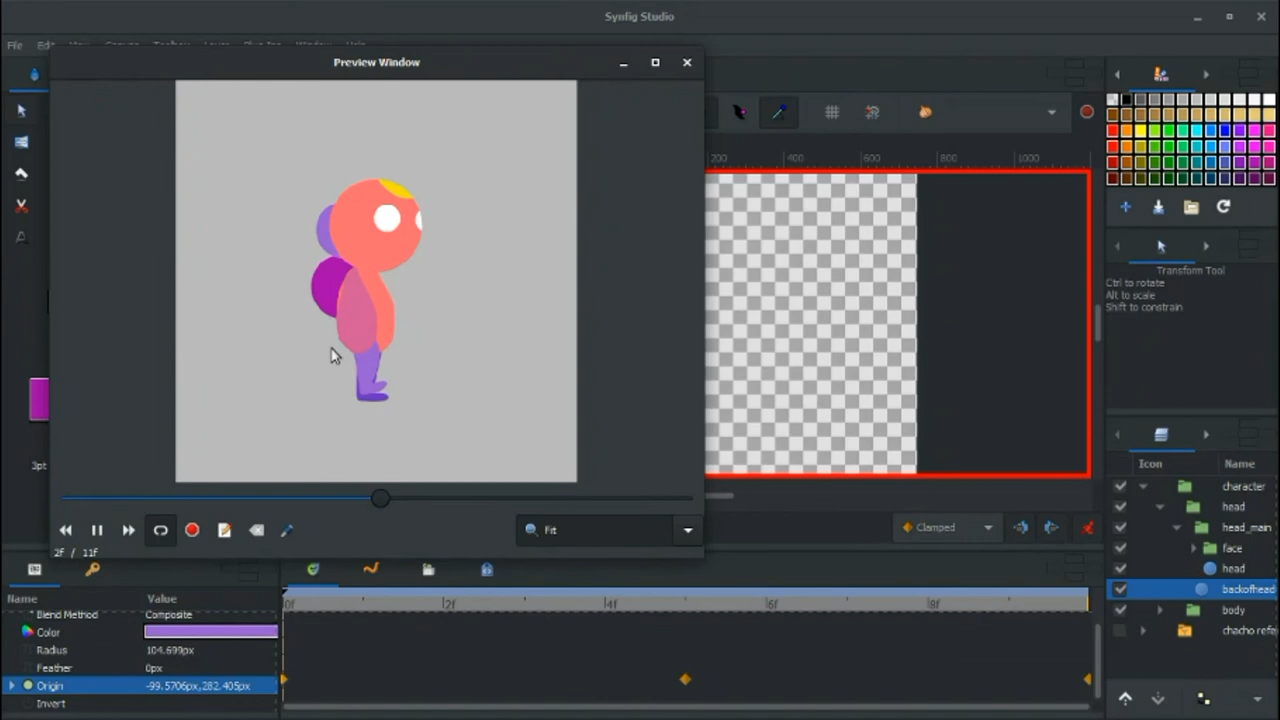 Synfig Studio
File
Preview Window
200 400 600 800 1000
Transform Tool
Ctrl to rotate
Alt to scale
Shift to constrain
3pt
Fit
Clamped
2f / 11f
Icon Name
character
head
head_main
face
head
backofhead
body
chacho refe
Name Value
Blend Method Composite
Color
Radius 104.699px
Feather 0px
Origin -99.5706px,282.405px
Invert
0f 2f 4f 6f 8f